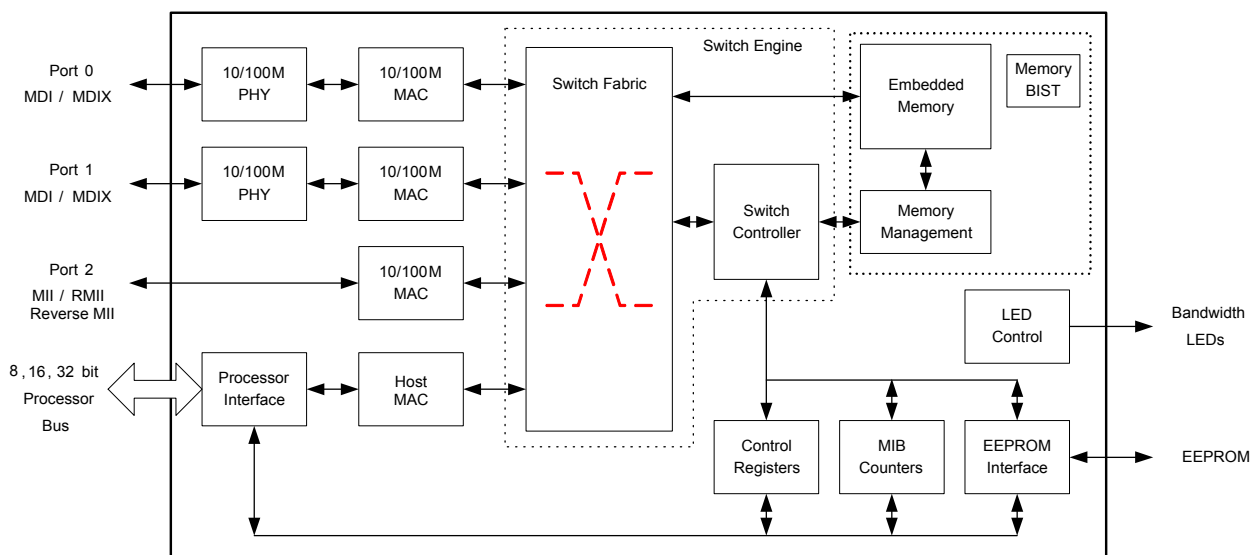 Port 0
MDI / MDIX
10/100M
PHY
10/100M
MAC
Switch Fabric
Switch Engine
Embedded
Memory
Memory
BIST
Port 1
MDI / MDIX
10/100M
PHY
10/100M
MAC
Switch
Controller
Memory
Management
Port 2
MII / RMII
Reverse MII
10/100M
MAC
LED
Control
Bandwidth
LEDs
8, 16, 32 bit
Processor
Bus
Processor
Interface
Host
MAC
Control
Registers
MIB
Counters
EEPROM
Interface
EEPROM